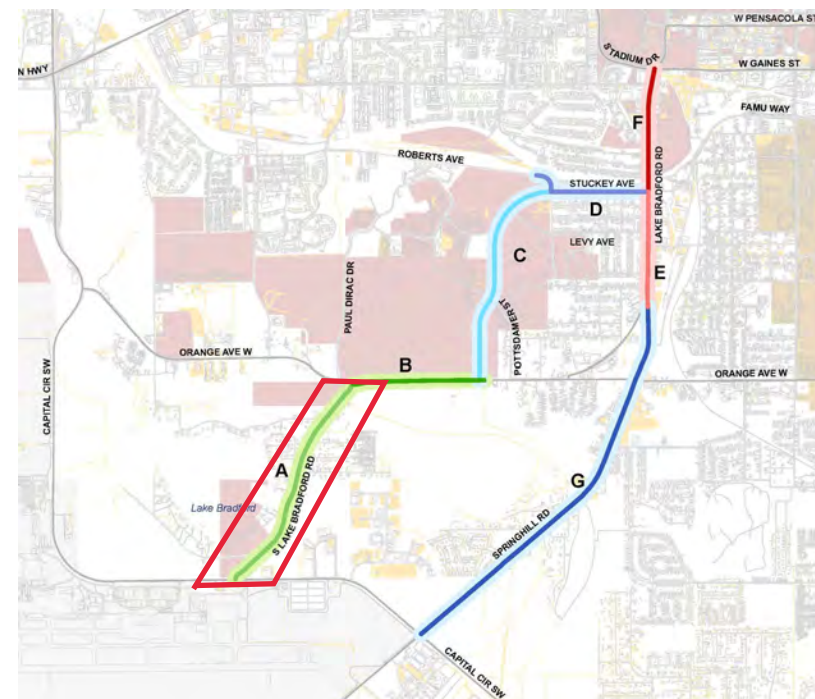 W PENSACOLA ST
STADIUM DR
N HWY
W GAINES ST
FAMU WAY
F
ROBERTS AVE
LAKE BRADFORD RD
STUCKEY AVE
D
LEVY AVE
C
E
PAUL DIRAC DR
POTTSDAMER ST
ORANGE AVE W
B
ORANGE AVE W
CAPITAL CIR SW
A
S LAKE BRADFORD RD
G
Lake Bradford
SPRINGHILL RD
CAPITAL CIR SW